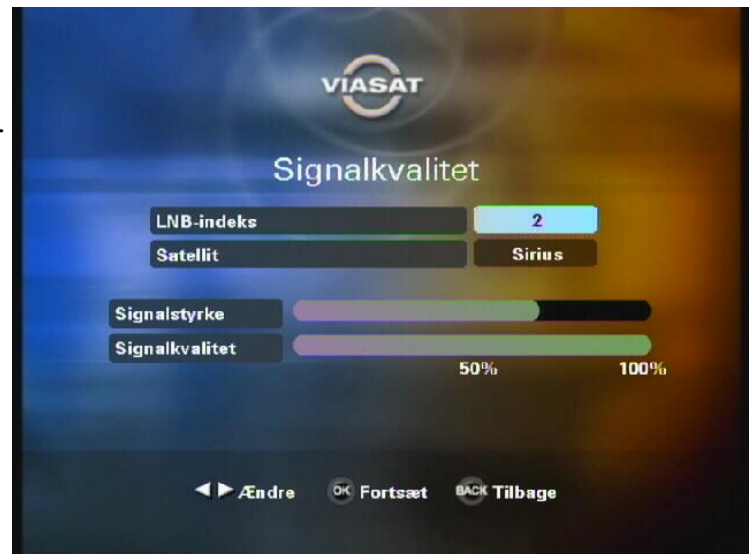 VIASAT
Signalkvalitet
LNB-indeks 2
Satellit Sirius
Signalstyrke
Signalkvalitet
50% 100%
Ændre OK Fortsæt BACK Tilbage